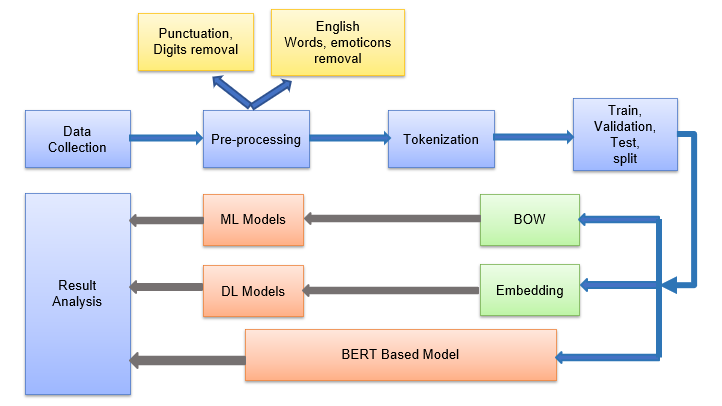 Punctuation,
Digits removal
English
Words, emoticons
removal
Data
Collection
Pre-processing
Tokenization
Train,
Validation,
Test,
split
ML Models
BOW
Result
Analysis
DL Models
Embedding
BERT Based Model